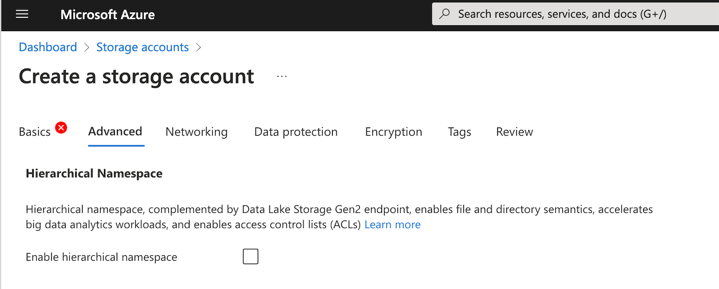 Microsoft Azure
Search resources, services, and docs (G+/)
Dashboard > Storage accounts >
Create a storage account ...
Basics Advanced Networking Data protection Encryption Tags Review
Hierarchical Namespace
Hierarchical namespace, complemented by Data Lake Storage Gen2 endpoint, enables file and directory semantics, accelerates
big data analytics workloads, and enables access control lists (ACLs) Learn more
Enable hierarchical namespace